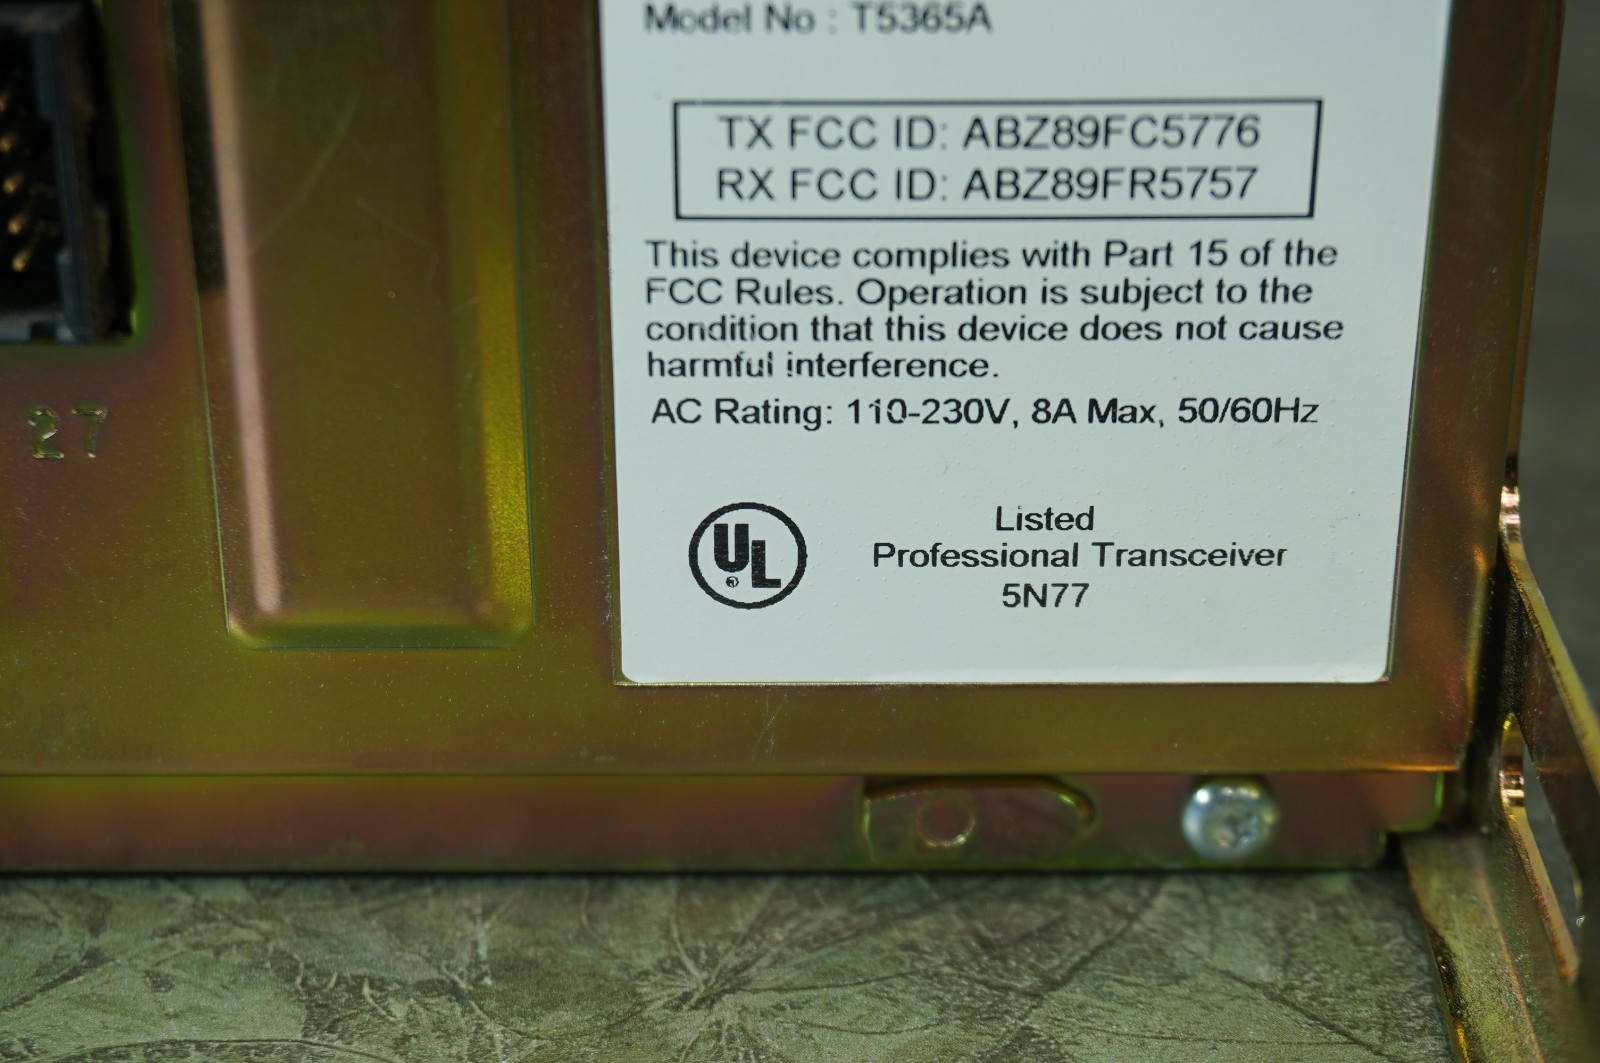 Model No : T5365A
TX FCC ID: ABZ89FC5776
RX FCC ID: ABZ89FR5757
This device complies with Part 15 of the
FCC Rules. Operation is subject to the
condition that this device does not cause
harmful interference.
AC Rating: 110-230V, 8A Max, 50/60Hz
27
UL
®
Listed
Professional Transceiver
5N77